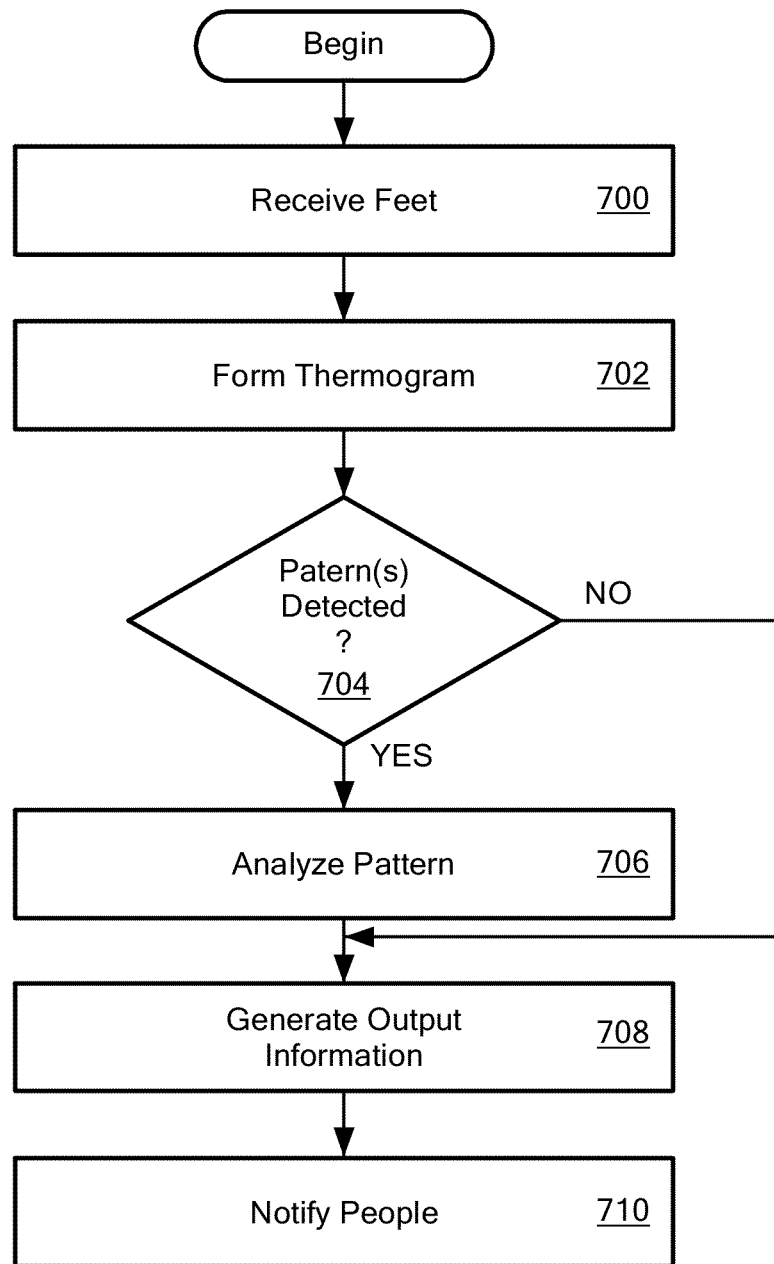 Begin
Receive Feet 700
Form Thermogram 702
Patern(s)
Detected
?
704
NO
YES
Analyze Pattern 706
Generate Output
Information
708
Notify People 710